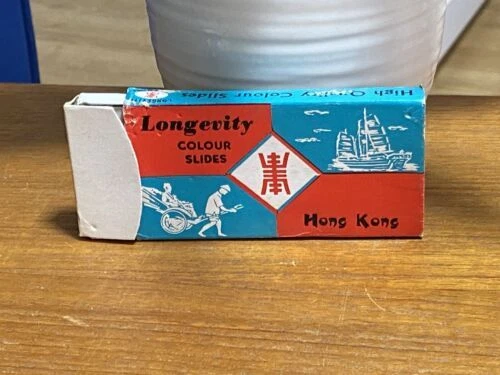 High Quality Colour Slides
Longevity
COLOUR
SLIDES
Hong Kong